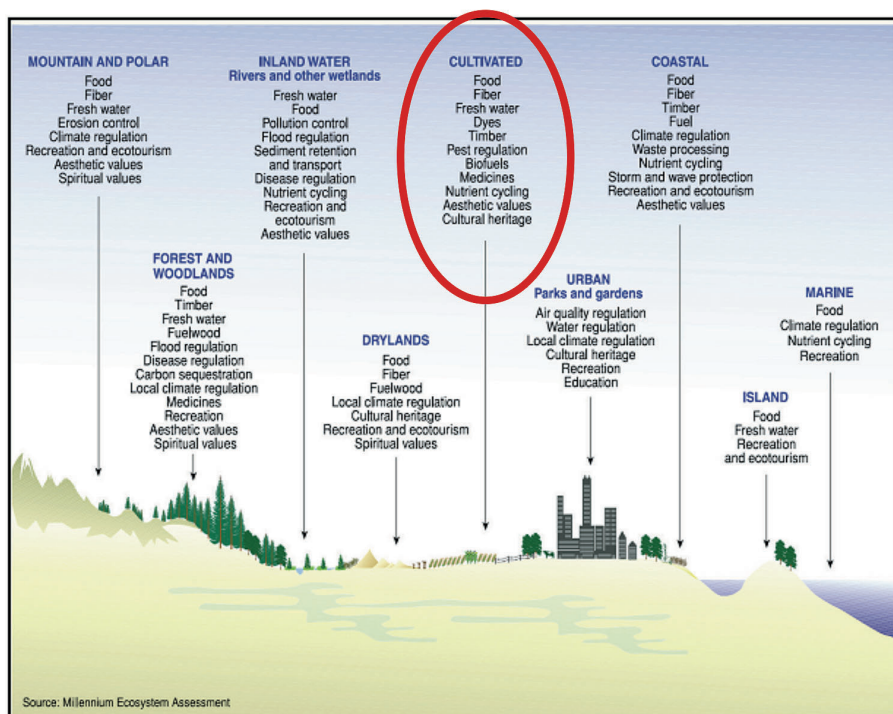 MOUNTAIN AND POLAR
Food
Fiber
Fresh water
Erosion control
Climate regulation
Recreation and ecotourism
Aesthetic values
Spiritual values
INLAND WATER
Rivers and other wetlands
Fresh water
Food
Pollution control
Flood regulation
Sediment retention
and transport
Disease regulation
Nutrient cycling
Recreation and
ecotourism
Aesthetic values
CULTIVATED
Food
Fiber
Fresh water
Dyes
Timber
Pest regulation
Biofuels
Medicines
Nutrient cycling
Aesthetic values
Cultural heritage
COASTAL
Food
Fiber
Timber
Fuel
Climate regulation
Waste processing
Nutrient cycling
Storm and wave protection
Recreation and ecotourism
Aesthetic values
FOREST AND
WOODLANDS
Food
Timber
Fresh water
Fuelwood
Flood regulation
Disease regulation
Carbon sequestration
Local climate regulation
Medicines
Recreation
Aesthetic values
Spiritual values
DRYLANDS
Food
Fiber
Fuelwood
Local climate regulation
Cultural heritage
Recreation and ecotourism
Spiritual values
URBAN
Parks and gardens
Air quality regulation
Water regulation
Local climate regulation
Cultural heritage
Recreation
Education
MARINE
Food
Climate regulation
Nutrient cycling
Recreation
ISLAND
Food
Fresh water
Recreation
and ecotourism
Source: Millennium Ecosystem Assessment